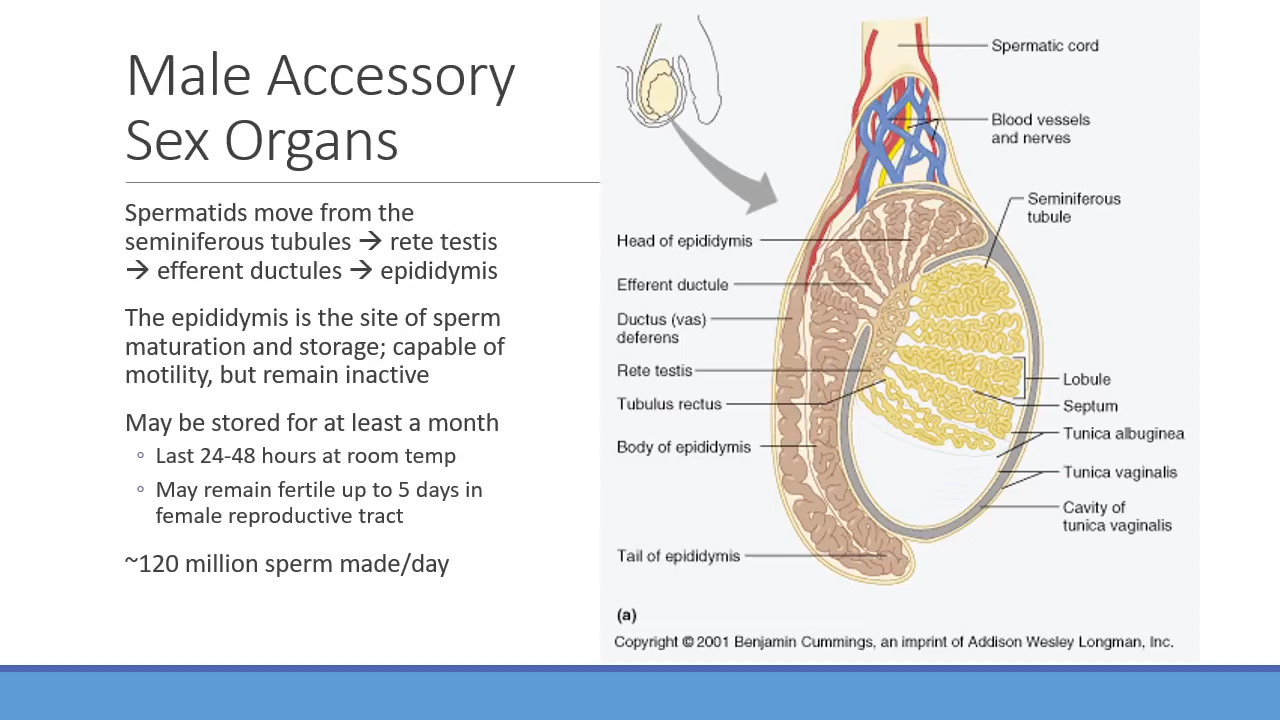 Male Accessory
Sex Organs
Spermatids move from the
seminiferous tubules → rete testis
→ efferent ductules → epididymis
The epididymis is the site of sperm
maturation and storage; capable of
motility, but remain inactive
May be stored for at least a month
◦ Last 24-48 hours at room temp
◦ May remain fertile up to 5 days in
female reproductive tract
~120 million sperm made/day
Spermatic cord
Blood vessels
and nerves
Seminiferous
tubule
Head of epididymis
Efferent ductule
Ductus (vas)
deferens
Rete testis
Tubulus rectus
Body of epididymis
Tail of epididymis
Lobule
Septum
Tunica albuginea
Tunica vaginalis
Cavity of
tunica vaginalis
(a)
Copyright © 2001 Benjamin Cummings, an imprint of Addison Wesley Longman, Inc.